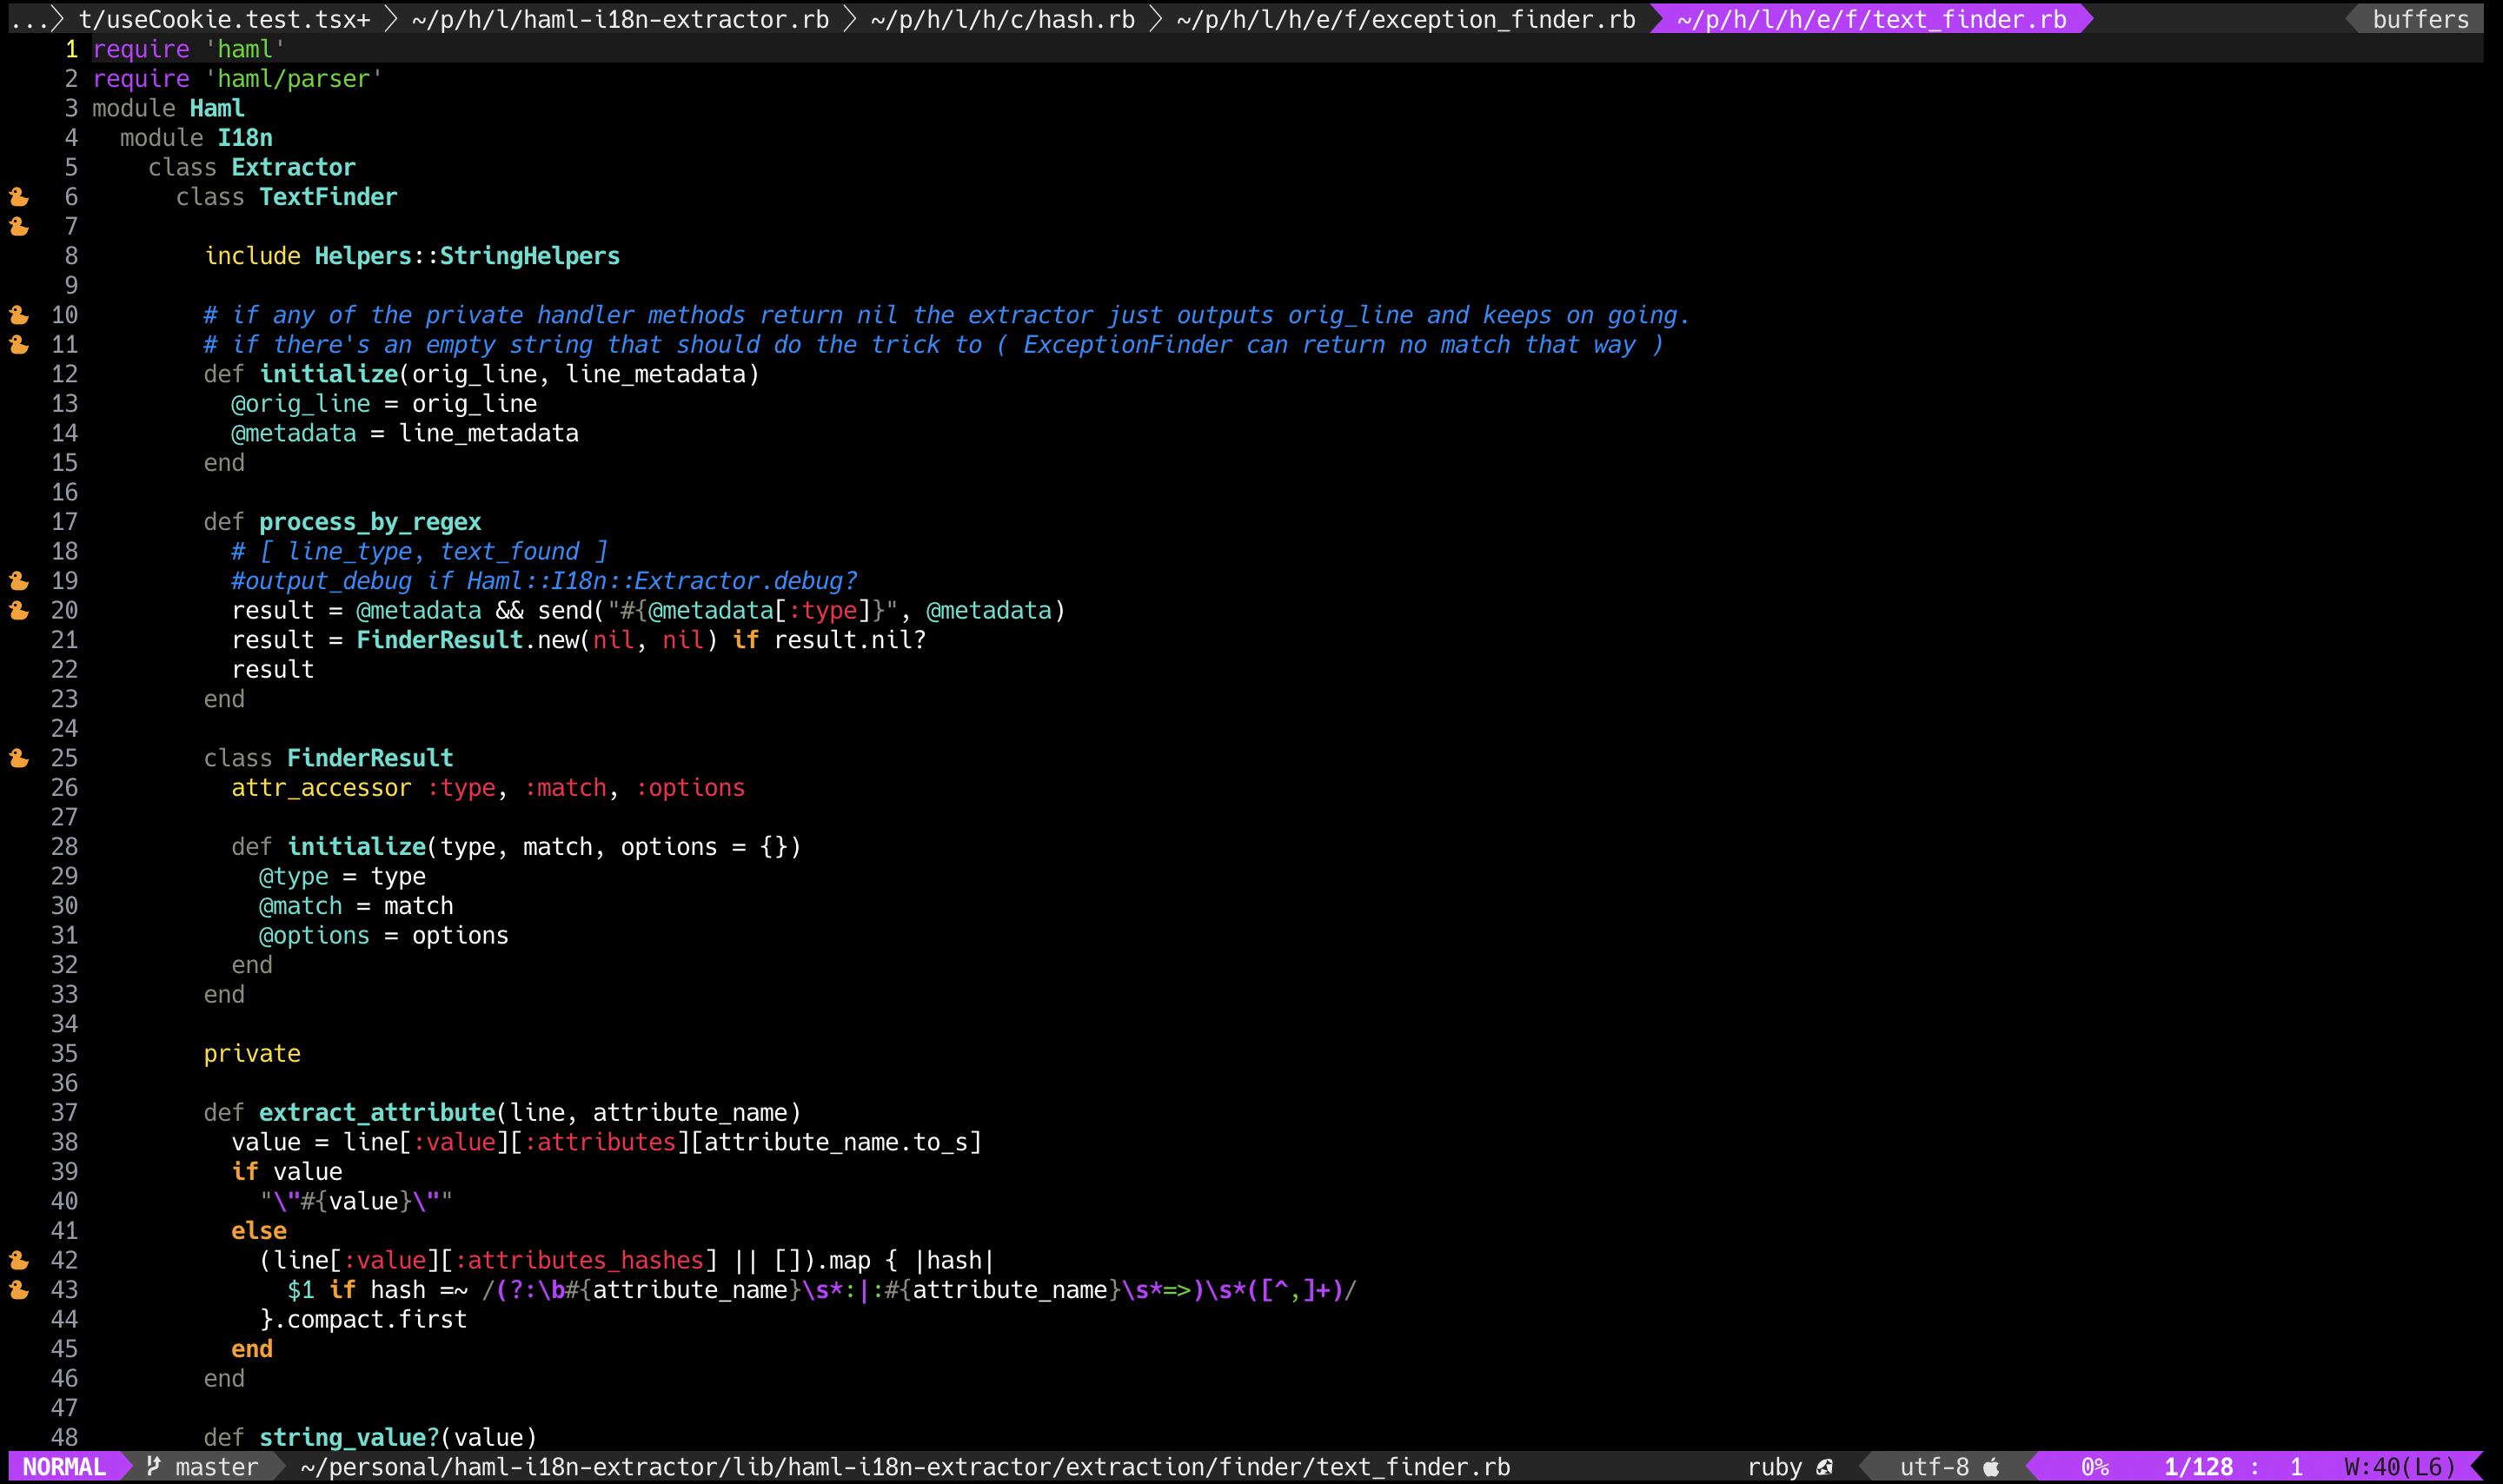 ... t/useCookie.test.tsx+ ~/p/h/l/haml-i18n-extractor.rb ~/p/h/l/h/c/hash.rb ~/p/h/l/h/e/f/exception_finder.rb ~/p/h/l/h/e/f/text_finder.rb buffers
1 require 'haml'
2 require 'haml/parser'
3 module Haml
4   module I18n
5     class Extractor
6       class TextFinder
7
8         include Helpers::StringHelpers
9
10         # if any of the private handler methods return nil the extractor just outputs orig_line and keeps on going.
11         # if there's an empty string that should do the trick to ( ExceptionFinder can return no match that way )
12         def initialize(orig_line, line_metadata)
13           @orig_line = orig_line
14           @metadata = line_metadata
15         end
16
17         def process_by_regex
18           # [ line_type, text_found ]
19           #output_debug if Haml::I18n::Extractor.debug?
20           result = @metadata && send("#{@metadata[:type]}", @metadata)
21           result = FinderResult.new(nil, nil) if result.nil?
22           result
23         end
24
25         class FinderResult
26           attr_accessor :type, :match, :options
27
28           def initialize(type, match, options = {})
29             @type = type
30             @match = match
31             @options = options
32           end
33         end
34
35         private
36
37         def extract_attribute(line, attribute_name)
38           value = line[:value][:attributes][attribute_name.to_s]
39           if value
40             "\"#{value}\""
41           else
42             (line[:value][:attributes_hashes] || []).map { |hash|
43               $1 if hash =~ /(?:\b#{attribute_name}\s*:|:#{attribute_name}\s*=>)\s*([^,]+)/
44             }.compact.first
45           end
46         end
47
48         def string_value?(value)
NORMAL master ~/personal/haml-i18n-extractor/lib/haml-i18n-extractor/extraction/finder/text_finder.rb ruby utf-8 0% 1/128 : 1 W:40(L6)